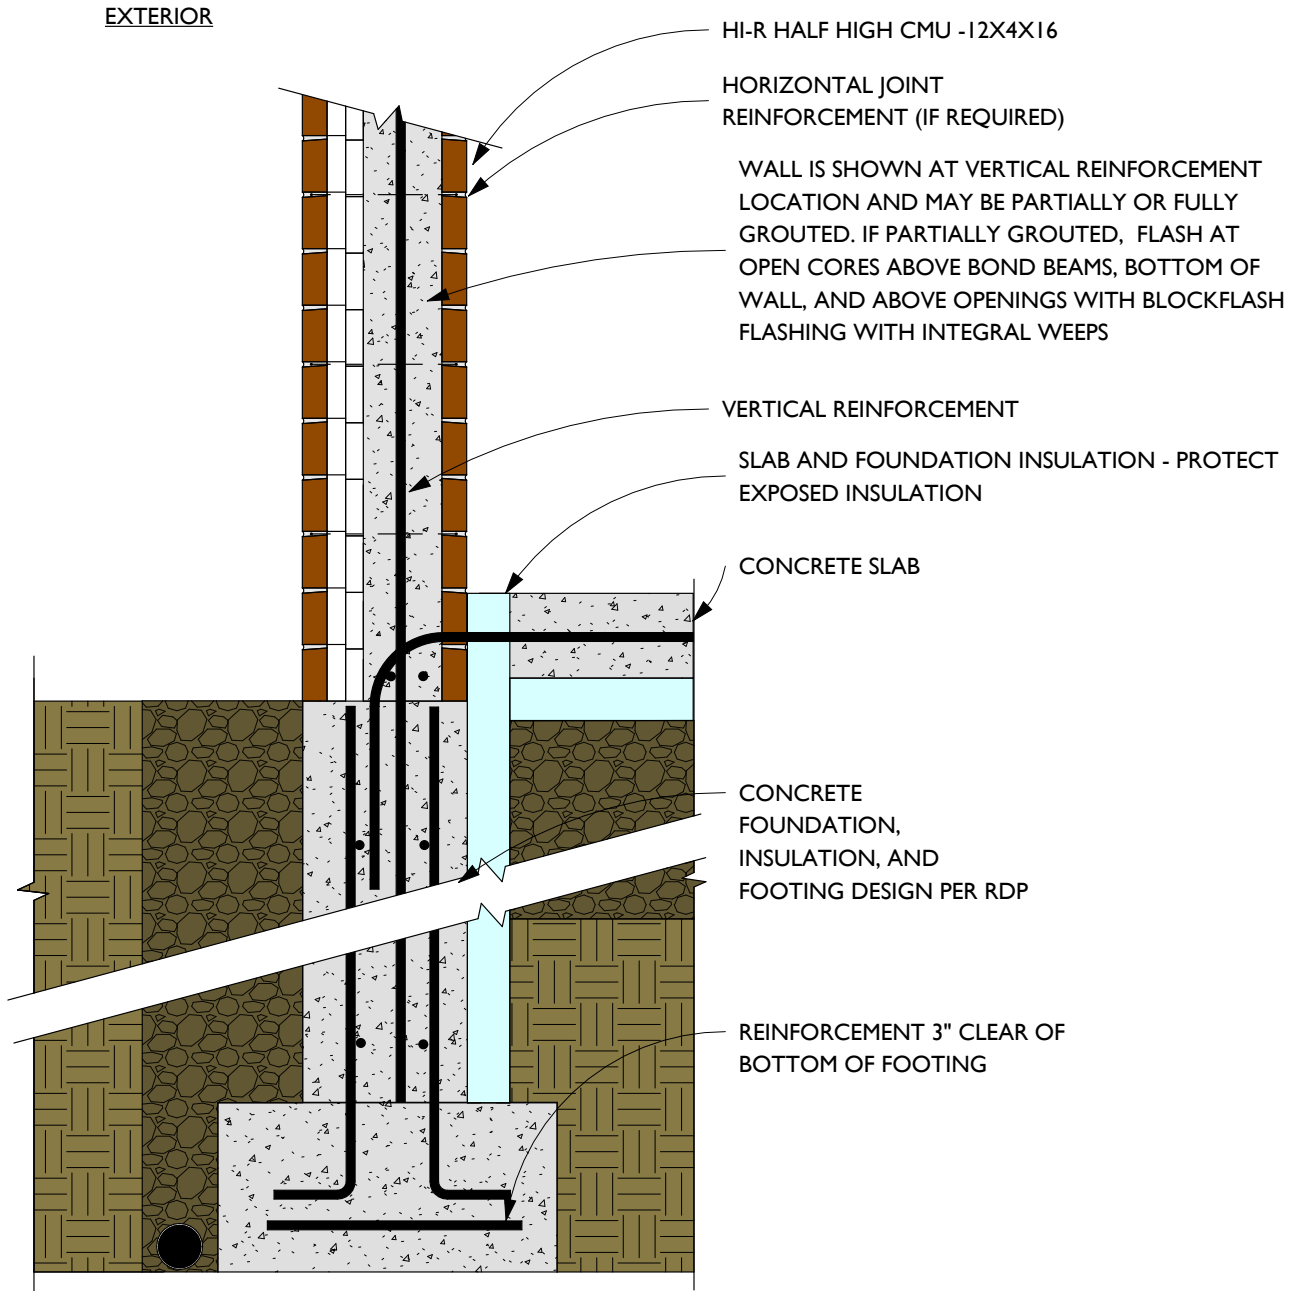 EXTERIOR
HI-R HALF HIGH CMU -12X4X16
HORIZONTAL JOINT
REINFORCEMENT (IF REQUIRED)
WALL IS SHOWN AT VERTICAL REINFORCEMENT
LOCATION AND MAY BE PARTIALLY OR FULLY
GROUTED. IF PARTIALLY GROUTED, FLASH AT
OPEN CORES ABOVE BOND BEAMS, BOTTOM OF
WALL, AND ABOVE OPENINGS WITH BLOCKFLASH
FLASHING WITH INTEGRAL WEEPS
VERTICAL REINFORCEMENT
SLAB AND FOUNDATION INSULATION - PROTECT
EXPOSED INSULATION
CONCRETE SLAB
CONCRETE
FOUNDATION,
INSULATION, AND
FOOTING DESIGN PER RDP
REINFORCEMENT 3" CLEAR OF
BOTTOM OF FOOTING